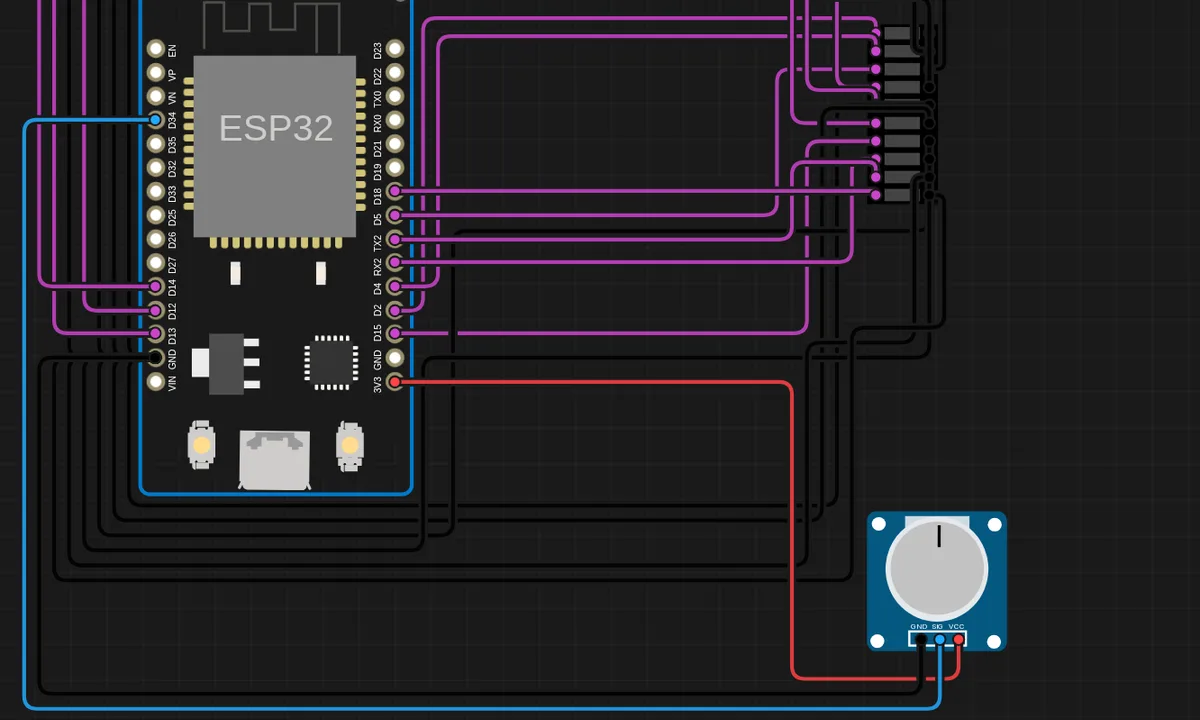 ESP32
EN
VP
VN
D34
D35
D32
D33
D25
D26
D27
D14
D12
D13
GND
VIN
D23
D22
TX0
RX0
D21
D19
D18
D5
TX2
RX2
D4
D2
D15
GND
3V3
GND SIG VCC